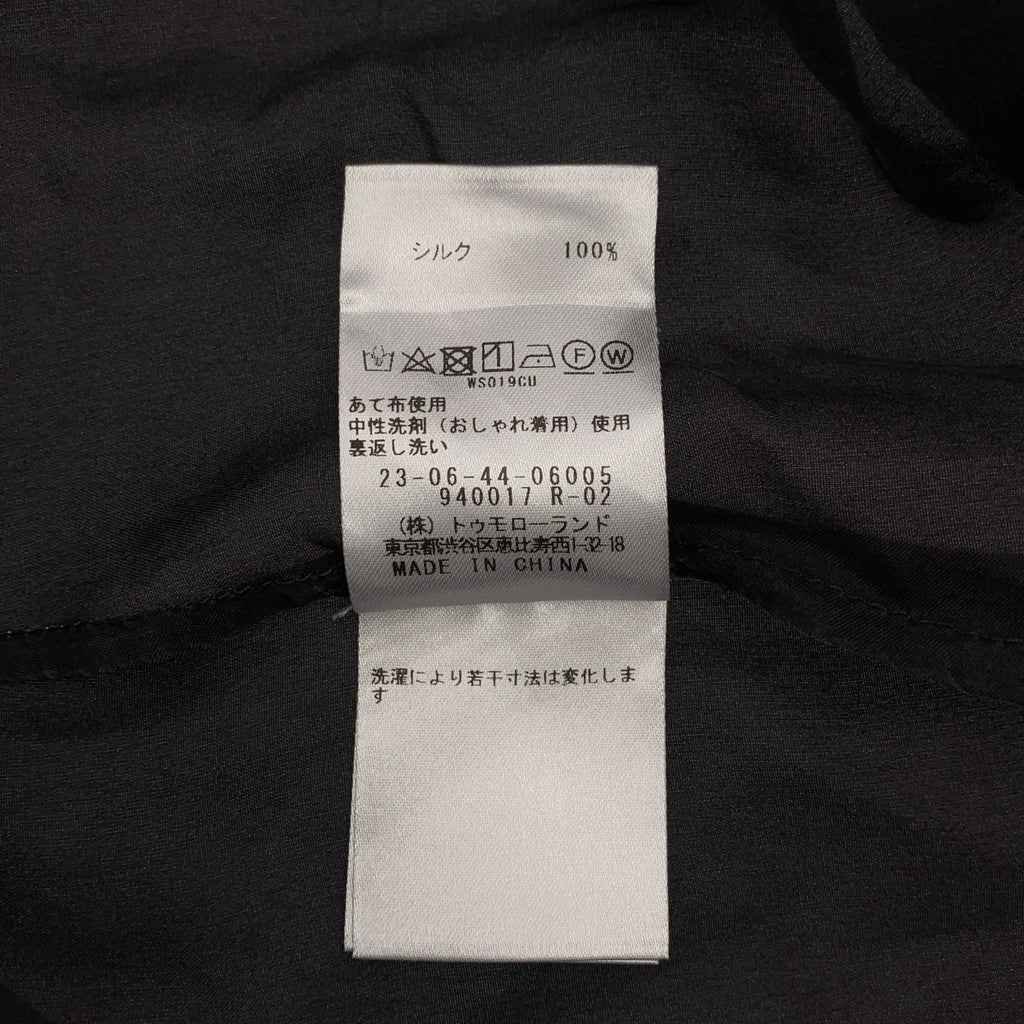 シルク 100%
F W
WS019CU
あて布使用
中性洗剤（おしゃれ着用）使用
裏返し洗い
23-06-44-06005
940017 R-02
（株）トゥモローランド
東京都渋谷区恵比寿西1-32-18
MADE IN CHINA
洗濯により若干寸法は変化しま
す